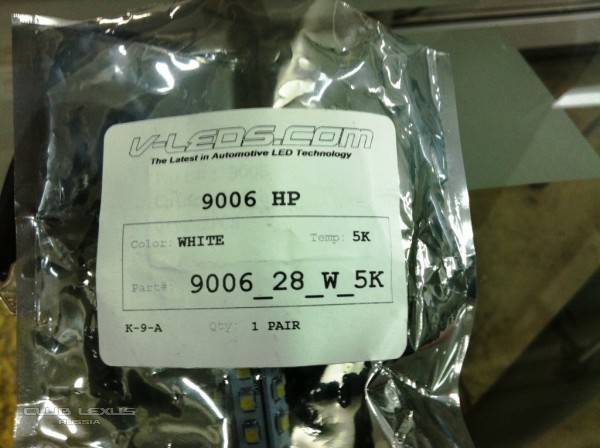 V-LEDS.COM
The Latest in Automotive LED Technology
9006 HP
Color: WHITE Temp: 5K
Part#: 9006_28_W_5K
K-9-A Qty: 1 PAIR
CLUB LEXUS
RUSSIA